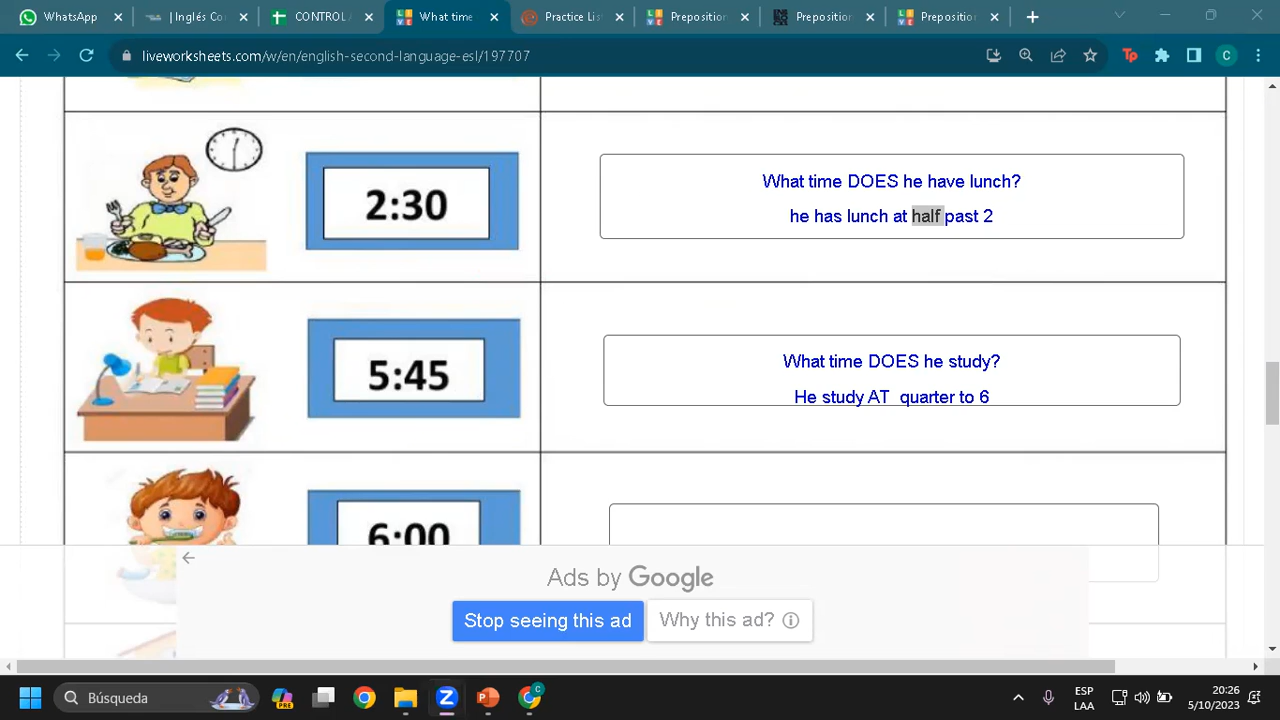 WhatsApp
| Inglés Co
CONTROL A
What time
Practice Lis
Preposition
Preposition
Preposition
liveworksheets.com/w/en/english-second-language-esl/197707
Tp
C
2:30
What time DOES he have lunch?
he has lunch at half past 2
5:45
What time DOES he study?
He study AT quarter to 6
6:00
Ads by Google
Stop seeing this ad
Why this ad?
Búsqueda
PRE
ESP
LAA
20:26
5/10/2023